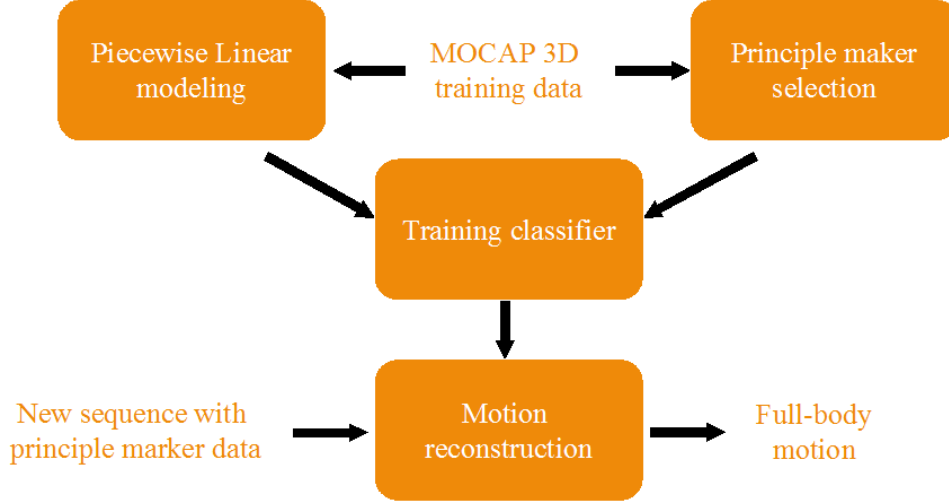 Piecewise Linear
modeling
MOCAP 3D
training data
Principle maker
selection
Training classifier
New sequence with
principle marker data
Motion
reconstruction
Full-body
motion